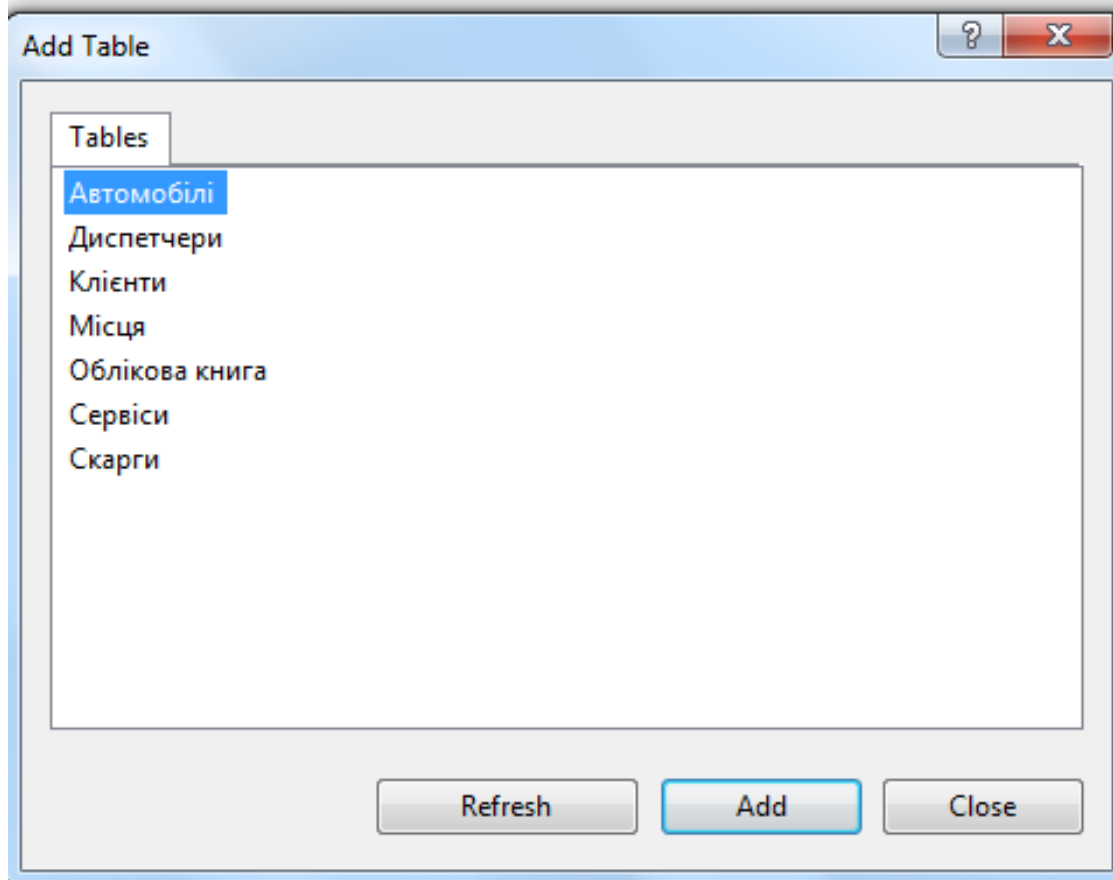 Add Table
Tables
Автомобілі
Диспетчери
Клієнти
Місця
Облікова книга
Сервіси
Скарги
Refresh Add Close